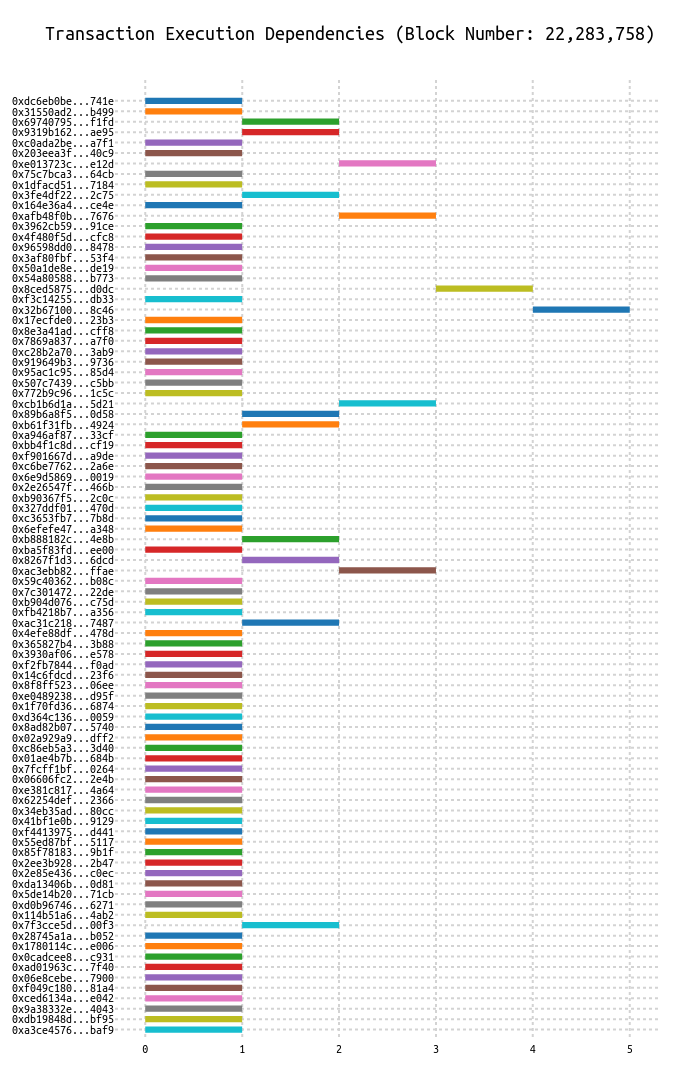 Transaction Execution Dependencies (Block Number: 22,283,758)
0xdc6eb0be...741e
0x31550ad2...b499
0x69740795...f1fd
0x9319b162...ae95
0xc0ada2be...a7f1
0x203eea3f...40c9
0xe013723c...e12d
0x75c7bca3...64cb
0x1dfacd51...7184
0x3fe4df22...2c75
0x164e36a4...ce4e
0xafb48f0b...7676
0x3962cb59...91ce
0x4f480f5d...cfc8
0x96598dd0...8478
0x3af80fbf...53f4
0x50a1de8e...de19
0x54a80588...b773
0x8ced5875...d0dc
0xf3c14255...db33
0x32b67100...8c46
0x17ecfde0...23b3
0x8e3a41ad...cff8
0x7869a837...a7f0
0xc28b2a70...3ab9
0x919649b3...9736
0x95ac1c95...85d4
0x507c7439...c5bb
0x772b9c96...1c5c
0xcb1b6d1a...5d21
0x89b6a8f5...0d58
0xb61f31fb...4924
0xa946af87...33cf
0xbb4f1c8d...cf19
0xf901667d...a9de
0xc6be7762...2a6e
0x6e9d5869...0019
0x2e26547f...466b
0xb90367f5...2c0c
0x327ddf01...470d
0xc3653fb7...7b8d
0x6efefe47...a348
0xb888182c...4e8b
0xba5f83fd...ee00
0x8267f1d3...6dcd
0xac3ebb82...ffae
0x59c40362...b08c
0x7c301472...22de
0xb904d076...c75d
0xfb4218b7...a356
0xac31c218...7487
0x4efe88df...478d
0x365827b4...3b88
0x3930af06...e578
0xf2fb7844...f0ad
0x14c6fdcd...23f6
0x8f8ff523...06ee
0xe0489238...d95f
0x1f70fd36...6874
0xd364c136...0059
0x8ad82b07...5740
0x02a929a9...dff2
0xc86eb5a3...3d40
0x01ae4b7b...684b
0x7fcff1bf...0264
0x06606fc2...2e4b
0xe381c817...4a64
0x62254def...2366
0x34eb35ad...80cc
0x41bf1e0b...9129
0xf4413975...d441
0x55ed87bf...5117
0x85f78183...9b1f
0x2ee3b928...2b47
0x2e85e436...c0ec
0xda13406b...0d81
0x5de14b20...71cb
0xd0b96746...6271
0x114b51a6...4ab2
0x7f3cce5d...00f3
0x28745a1a...b052
0x1780114c...e006
0x0cadcee8...c931
0xad01963c...7f40
0x06e8cebe...7900
0xf049c180...81a4
0xced6134a...e042
0x9a38332e...4043
0xdb19848d...bf95
0xa3ce4576...baf9
0 1 2 3 4 5